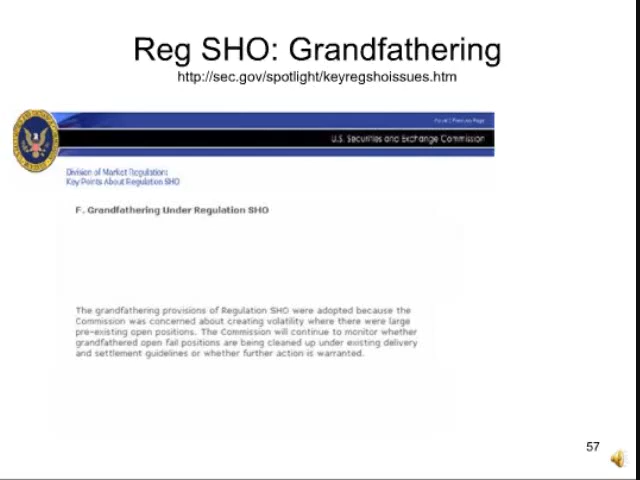 Reg SHO: Grandfathering
http://sec.gov/spotlight/keyregshoissues.htm
U.S. Securities and Exchange Commission
Division of Market Regulation:
Key Points About Regulation SHO
F. Grandfathering Under Regulation SHO
The grandfathering provisions of Regulation SHO were adopted because the
Commission was concerned about creating volatility where there were large
pre-existing open positions. The Commission will continue to monitor whether
grandfathered open fail positions are being cleaned up under existing delivery
and settlement guidelines or whether further action is warranted.
57